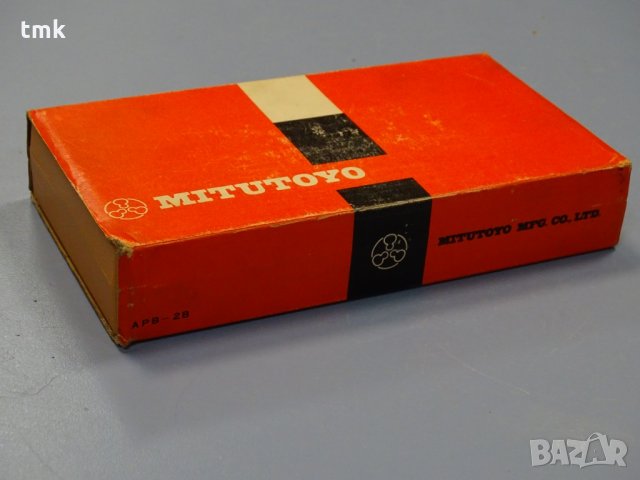 tmk
MITUTOYO
MITUTOYO MFG. CO., LTD.
APB-2B
BAZAR